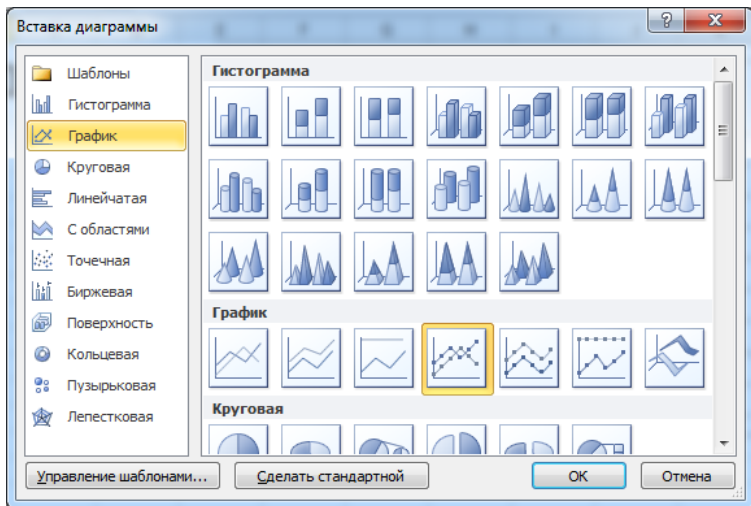 Вставка диаграммы
Шаблоны
Гистограмма
График
Круговая
Линейчатая
С областями
Точечная
Биржевая
Поверхность
Кольцевая
Пузырьковая
Лепестковая
Гистограмма
График
Круговая
Управление шаблонами...
Сделать стандартной
ОК
Отмена